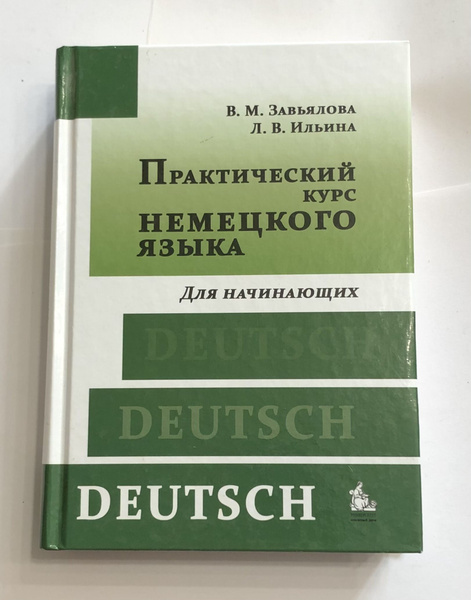 В. М. Завьялова
Л. В. Ильина
Практический
курс
немецкого
языка
Для начинающих
DEUTSCH
DEUTSCH
DEUTSCH